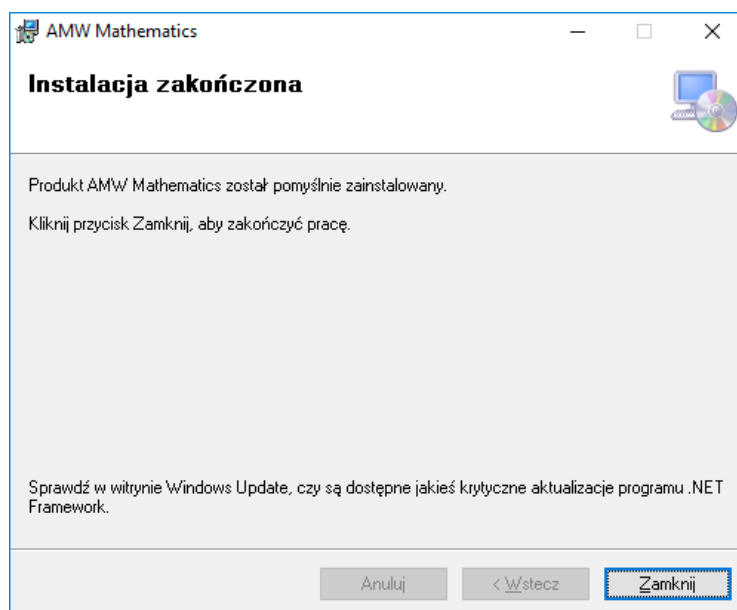 AMW Mathematics
Instalacja zakończona
Produkt AMW Mathematics został pomyślnie zainstalowany.
Kliknij przycisk Zamknij, aby zakończyć pracę.
Sprawdź w witrynie Windows Update, czy są dostępne jakieś krytyczne aktualizacje programu .NET
Framework.
Anuluj
< Wstecz
Zamknij